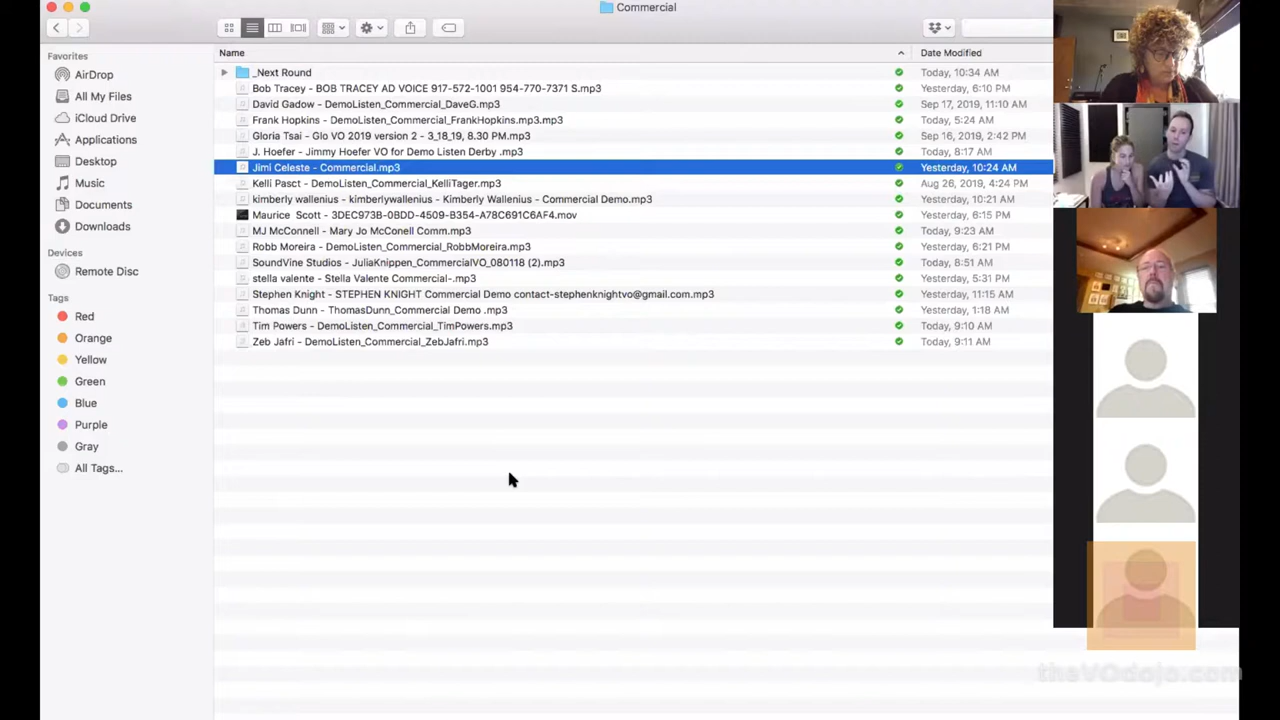 Commercial
Name
Date Modified
Favorites
AirDrop
All My Files
iCloud Drive
Applications
Desktop
Music
Documents
Downloads
Devices
Remote Disc
Tags
Red
Orange
Yellow
Green
Blue
Purple
Gray
All Tags...
_Next Round Today, 10:34 AM
Bob Tracey - BOB TRACEY AD VOICE 917-572-1001 954-770-7371 S.mp3 Yesterday, 6:10 PM
David Gadow - DemoListen_Commercial_DaveG.mp3 Sep 17, 2019, 11:10 AM
Frank Hopkins - DemoListen_Commercial_FrankHopkins.mp3.mp3 Today, 5:24 AM
Gloria Tsai - Glo VO 2019 version 2 - 3_18_19, 8.30 PM.mp3 Sep 16, 2019, 2:42 PM
J. Hoefer - Jimmy Hoefer VO for Demo Listen Derby .mp3 Today, 8:17 AM
Jimi Celeste - Commercial.mp3 Yesterday, 10:24 AM
Kelli Pasct - DemoListen_Commercial_KelliTager.mp3 Aug 26, 2019, 4:24 PM
kimberly wallenius - kimberlywallenius - Kimberly Wallenius - Commercial Demo.mp3 Yesterday, 10:21 AM
Maurice Scott - 3DEC973B-0BDD-4509-B354-A78C691C6AF4.mov Yesterday, 6:15 PM
MJ McConnell - Mary Jo McConell Comm.mp3 Today, 9:23 AM
Robb Moreira - DemoListen_Commercial_RobbMoreira.mp3 Yesterday, 6:21 PM
SoundVine Studios - JuliaKnippen_CommercialVO_080118 (2).mp3 Today, 8:51 AM
stella valente - Stella Valente Commercial-.mp3 Yesterday, 5:31 PM
Stephen Knight - STEPHEN KNIGHT Commercial Demo contact-stephenknightvo@gmail.com.mp3 Yesterday, 11:15 AM
Thomas Dunn - ThomasDunn_Commercial Demo .mp3 Yesterday, 1:18 AM
Tim Powers - DemoListen_Commercial_TimPowers.mp3 Today, 9:10 AM
Zeb Jafri - DemoListen_Commercial_ZebJafri.mp3 Today, 9:11 AM
theVOdojo.com